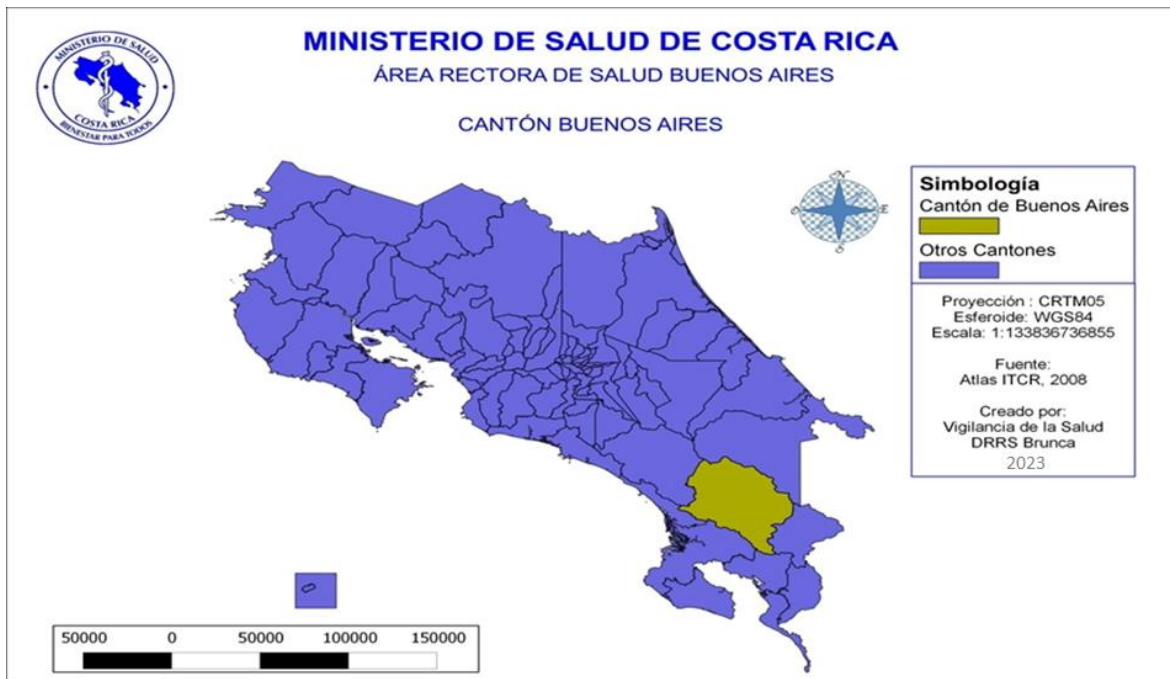 MINISTERIO DE SALUD DE COSTA RICA
ÁREA RECTORA DE SALUD BUENOS AIRES
CANTÓN BUENOS AIRES
MINISTERIO DE SALUD
COSTA RICA
BIENESTAR PARA TODOS
N
O
E
S
Simbología
Cantón de Buenos Aires
Otros Cantones
Proyección : CRTM05
Esferoide: WGS84
Escala: 1:133836736855
Fuente:
Atlas ITCR, 2008
Creado por:
Vigilancia de la Salud
DRRS Brunca
2023
50000 0 50000 100000 150000